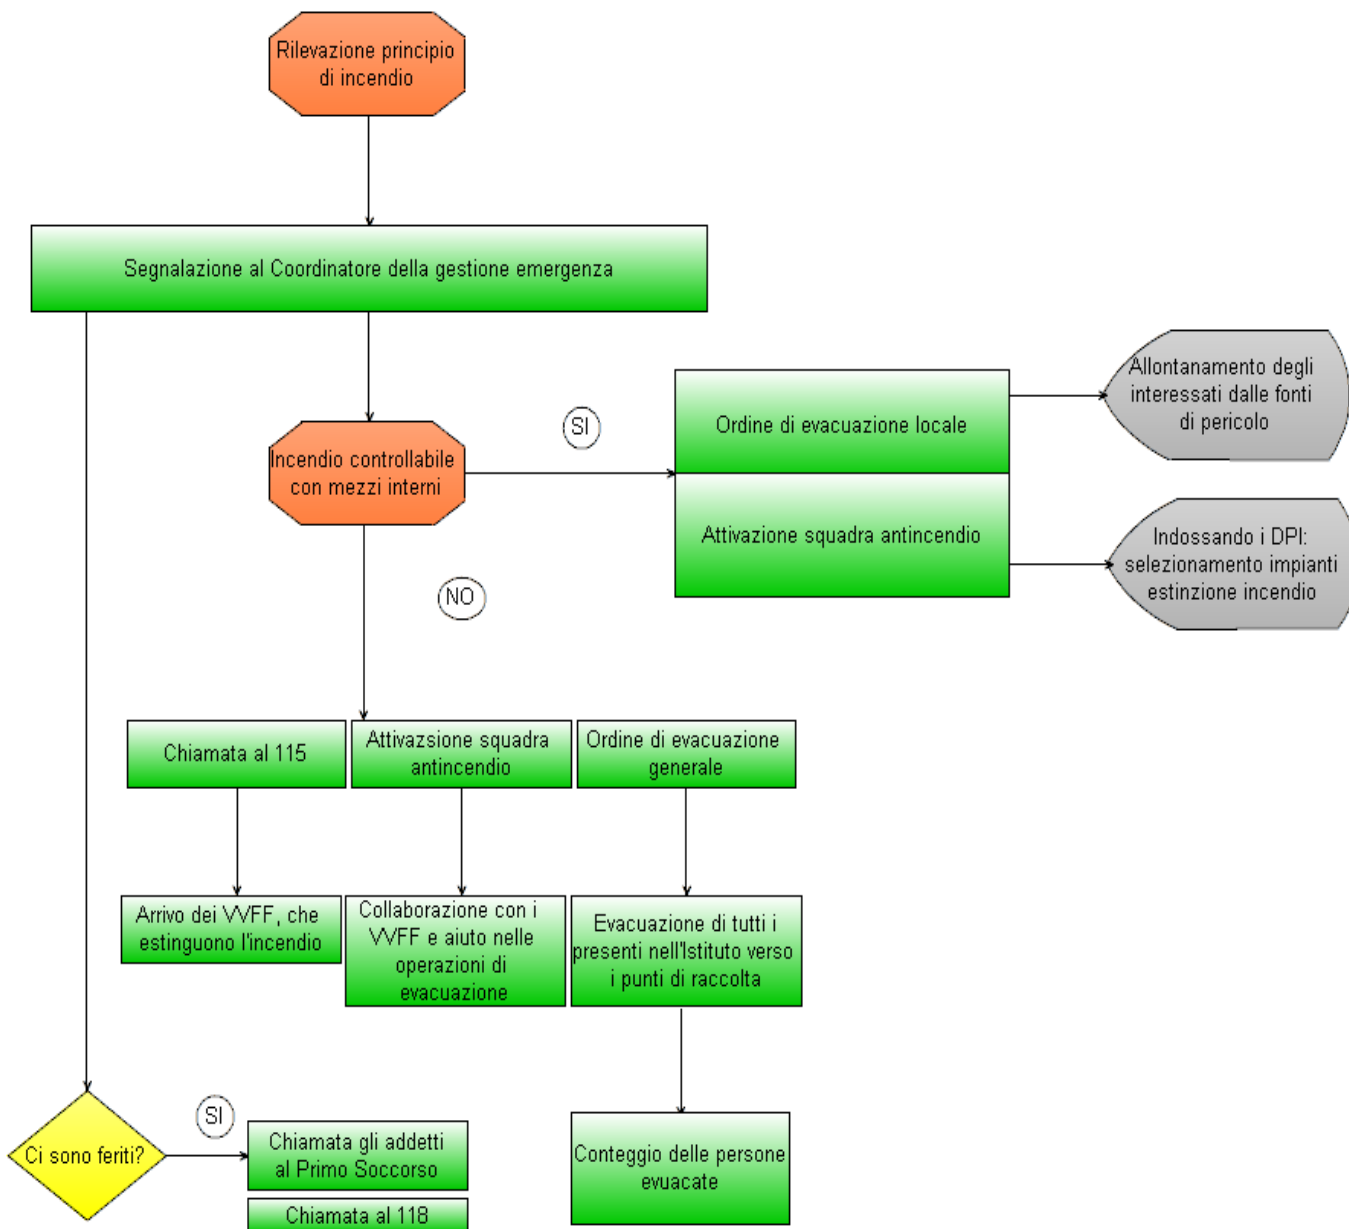 Rilevazione principio
di incendio
Segnalazione al Coordinatore della gestione emergenza
Incendio controllabile
con mezzi interni
SI
Ordine di evacuazione locale
Attivazione squadra antincendio
Allontanamento degli
interessati dalle fonti
di pericolo
Indossando i DPI:
selezionamento impianti
estinzione incendio
NO
Chiamata al 115
Attivazsione squadra
antincendio
Ordine di evacuazione
generale
Arrivo dei VVFF, che
estinguono l'incendio
Collaborazione con i
VVFF e aiuto nelle
operazioni di
evacuazione
Evacuazione di tutti i
presenti nell'Istituto verso
i punti di raccolta
Ci sono feriti?
SI
Chiamata gli addetti
al Primo Soccorso
Chiamata al 118
Conteggio delle persone
evuacate